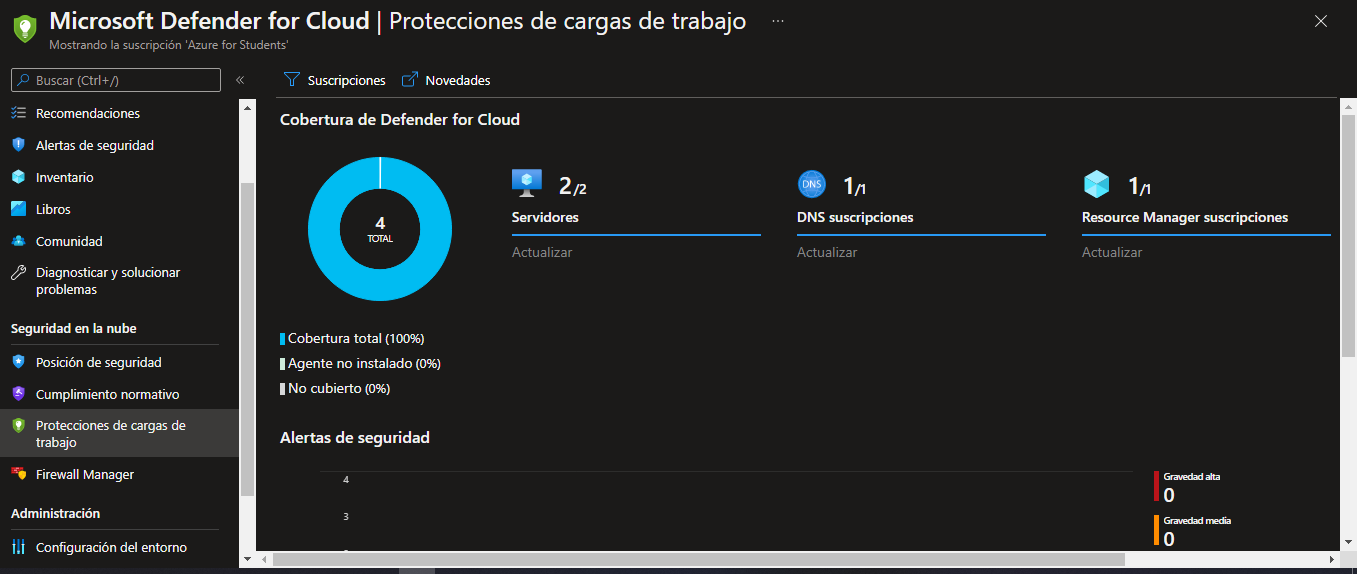 Microsoft Defender for Cloud | Protecciones de cargas de trabajo ...
Mostrando la suscripción 'Azure for Students'
Buscar (Ctrl+/)
«
Recomendaciones
Alertas de seguridad
Inventario
Libros
Comunidad
Diagnosticar y solucionar
problemas
Seguridad en la nube
Posición de seguridad
Cumplimiento normativo
Protecciones de cargas de
trabajo
Firewall Manager
Administración
Configuración del entorno
Suscripciones
Novedades
Cobertura de Defender for Cloud
4
TOTAL
2/2
Servidores
Actualizar
DNS
1/1
DNS suscripciones
Actualizar
1/1
Resource Manager suscripciones
Actualizar
Cobertura total (100%)
Agente no instalado (0%)
No cubierto (0%)
Alertas de seguridad
4
3
Gravedad alta
0
Gravedad media
0